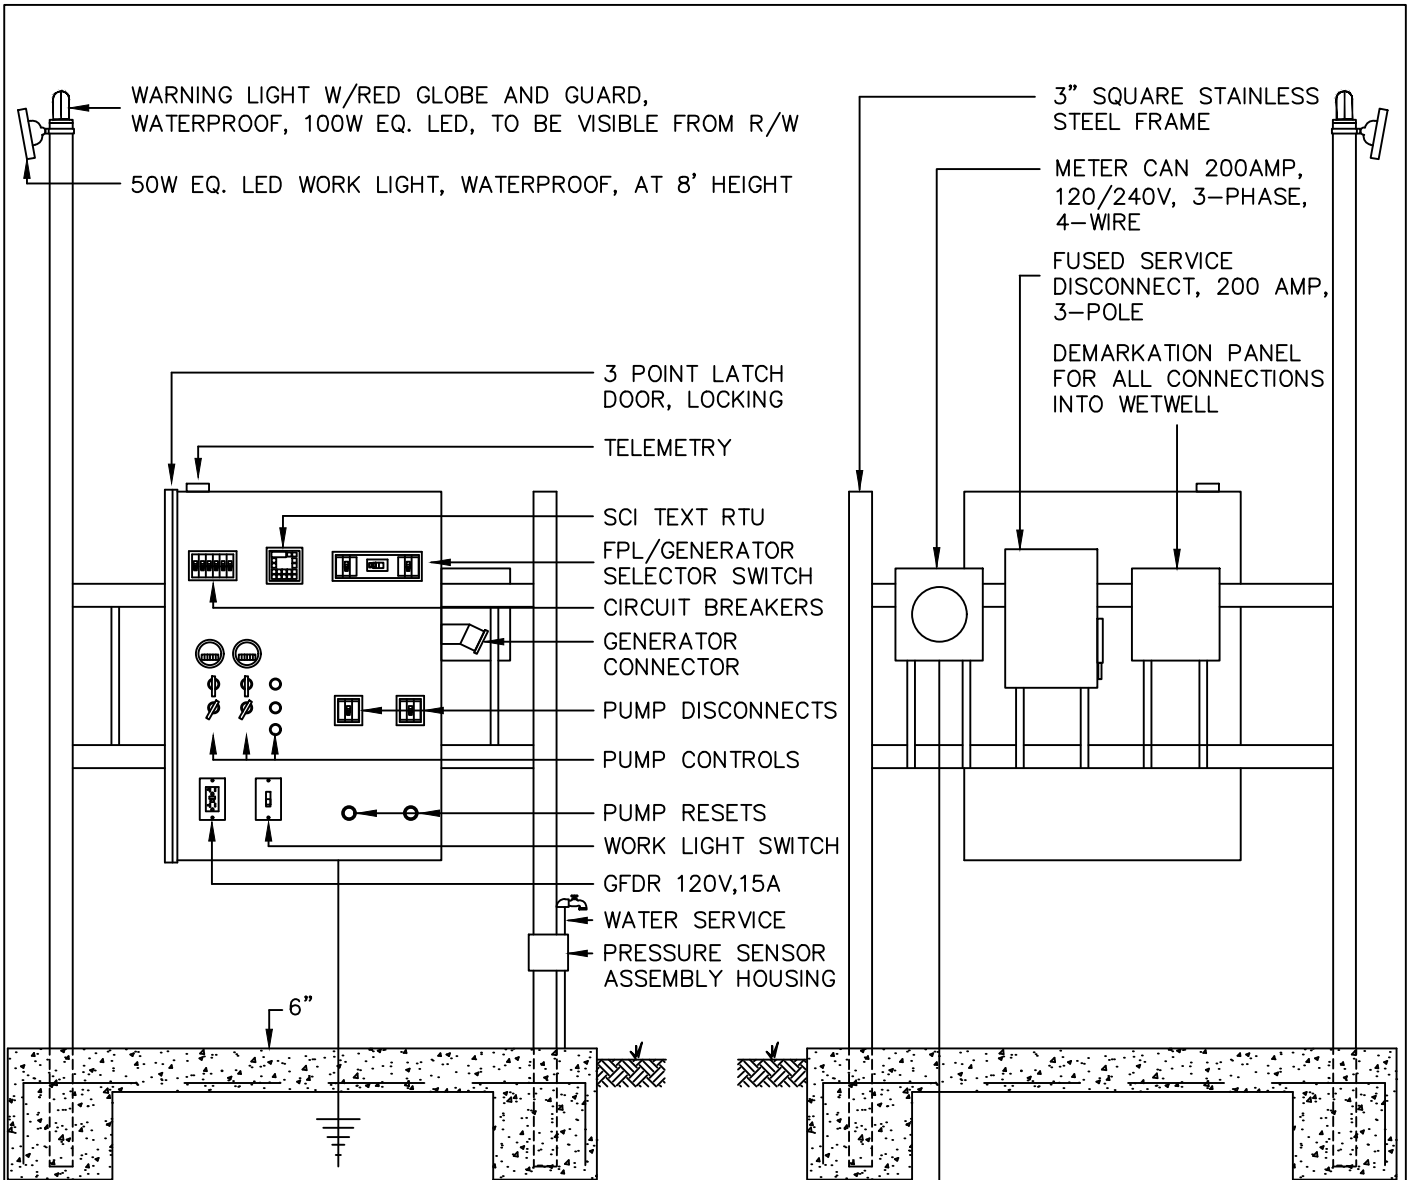 WARNING LIGHT W/RED GLOBE AND GUARD,
WATERPROOF, 100W EQ. LED, TO BE VISIBLE FROM R/W
50W EQ. LED WORK LIGHT, WATERPROOF, AT 8' HEIGHT
3 POINT LATCH
DOOR, LOCKING
TELEMETRY
SCI TEXT RTU
FPL/GENERATOR
SELECTOR SWITCH
CIRCUIT BREAKERS
GENERATOR
CONNECTOR
PUMP DISCONNECTS
PUMP CONTROLS
PUMP RESETS
WORK LIGHT SWITCH
GFDR 120V,15A
WATER SERVICE
PRESSURE SENSOR
ASSEMBLY HOUSING
6"
3" SQUARE STAINLESS
STEEL FRAME
METER CAN 200AMP,
120/240V, 3-PHASE,
4-WIRE
FUSED SERVICE
DISCONNECT, 200 AMP,
3-POLE
DEMARKATION PANEL
FOR ALL CONNECTIONS
INTO WETWELL